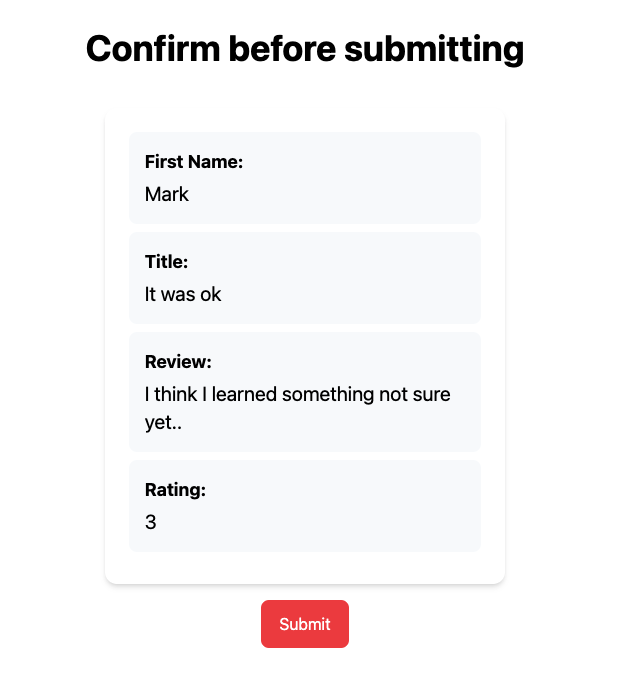 Confirm before submitting
First Name:
Mark
Title:
It was ok
Review:
I think I learned something not sure
yet..
Rating:
3
Submit